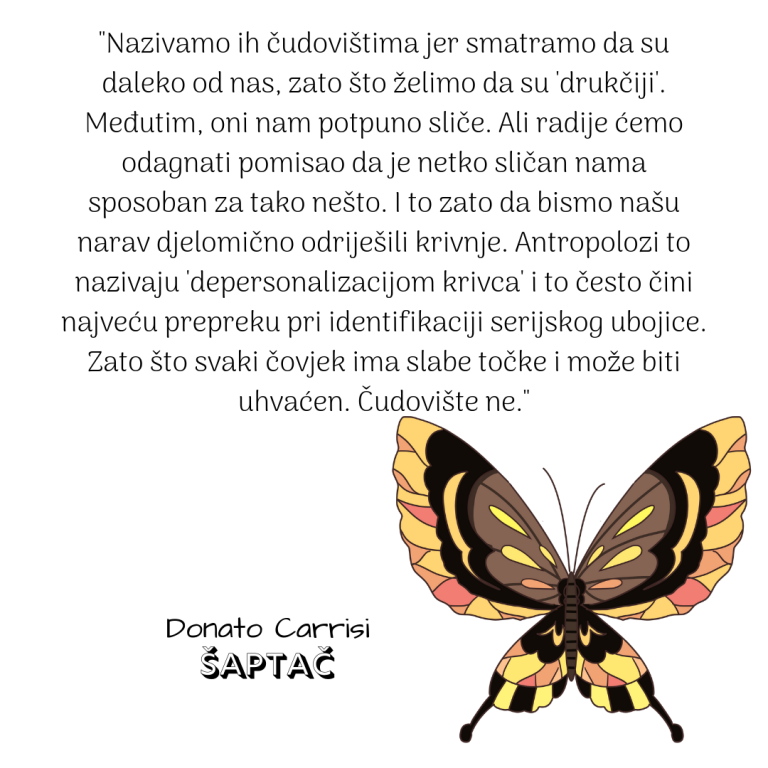 "Nazivamo ih čudovištima jer smatramo da su
daleko od nas, zato što želimo da su 'drukčiji'.
Međutim, oni nam potpuno sliče. Ali radije ćemo
odagnati pomisao da je netko sličan nama
sposoban za tako nešto. I to zato da bismo našu
narav djelomično odriješili krivnje. Antropolozi to
nazivaju 'depersonalizacijom krivca' i to često čini
najveću prepreku pri identifikaciji serijskog ubojice.
Zato što svaki čovjek ima slabe točke i može biti
uhvaćen. Čudovište ne."
Donato Carrisi
ŠAPTAČ